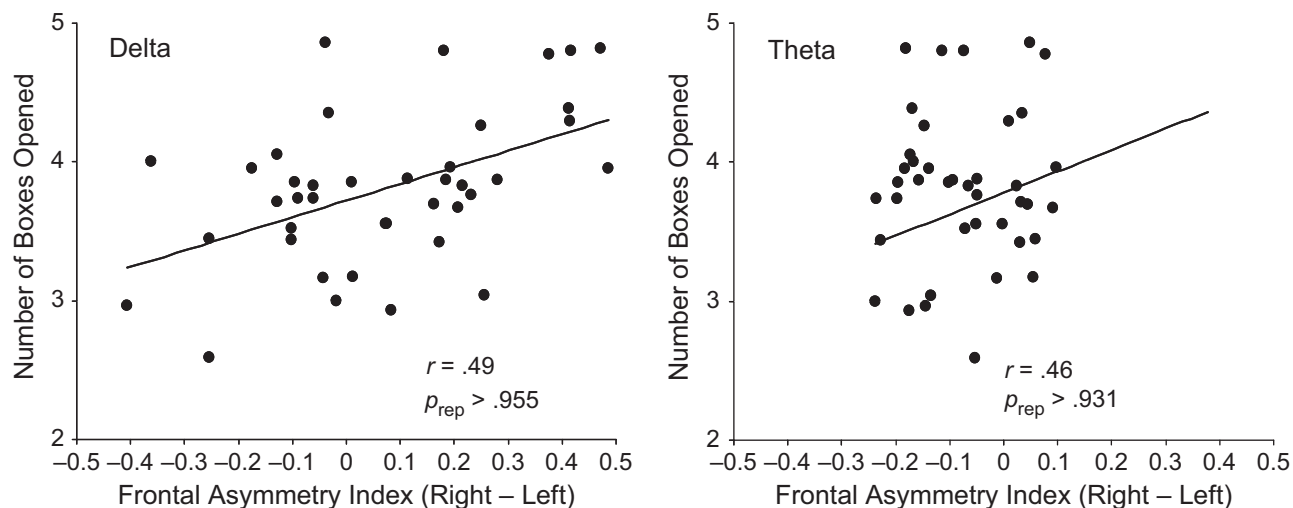 Delta
Number of Boxes Opened
5
4
3
2
r = .49
prep > .955
–0.5 –0.4 –0.3 –0.2 –0.1 0 0.1 0.2 0.3 0.4 0.5
Frontal Asymmetry Index (Right – Left)
Theta
Number of Boxes Opened
5
4
3
2
r = .46
prep > .931
–0.5 –0.4 –0.3 –0.2 –0.1 0 0.1 0.2 0.3 0.4 0.5
Frontal Asymmetry Index (Right – Left)